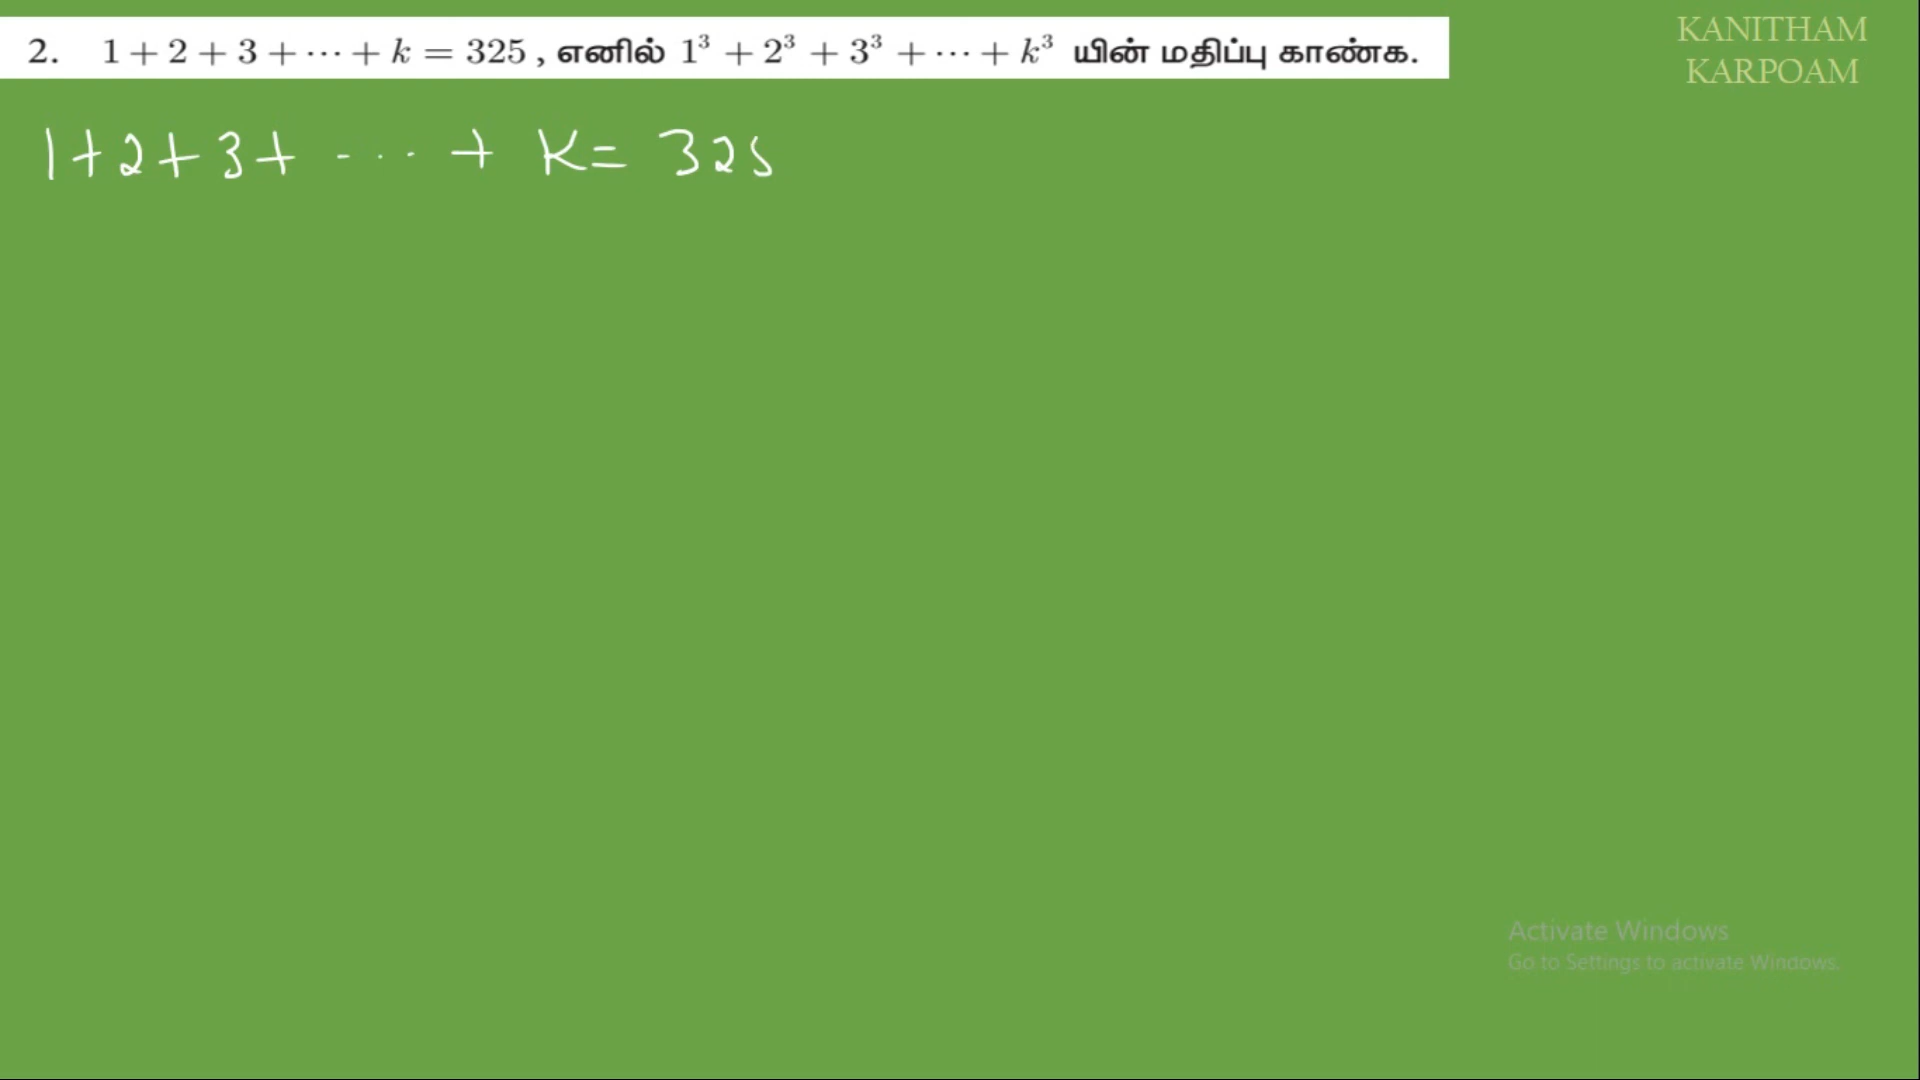 2. 1 + 2 + 3 + ⋯ + k = 325 , எனில் 1³ + 2³ + 3³ + ⋯ + k³ யின் மதிப்பு காண்க.
KANITHAM
KARPOAM
1+2+3+ ---- + K= 325
Activate Windows
Go to Settings to activate Windows.